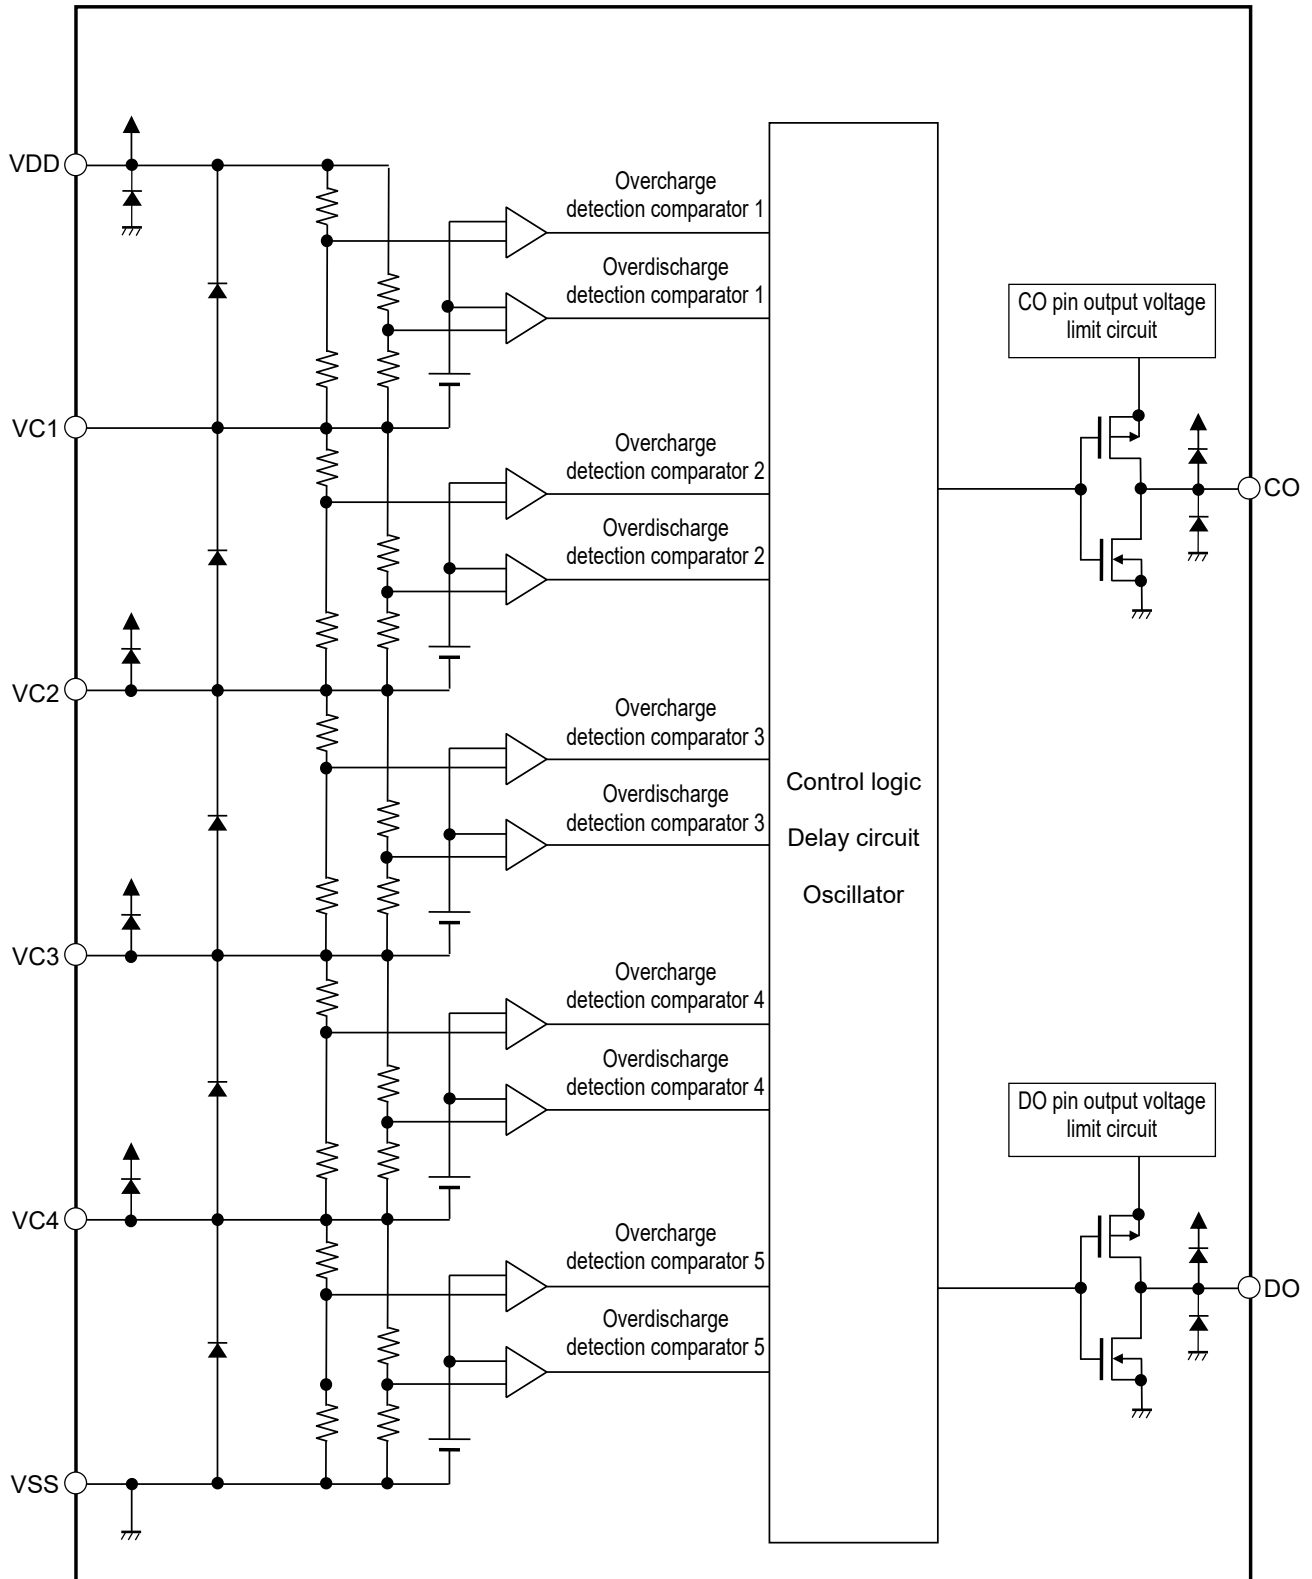 VDD
Overcharge
detection comparator 1
Overdischarge
detection comparator 1
CO pin output voltage
limit circuit
VC1
Overcharge
detection comparator 2
CO
Overdischarge
detection comparator 2
VC2
Overcharge
detection comparator 3
Control logic
Overdischarge
detection comparator 3
Delay circuit
Oscillator
VC3
Overcharge
detection comparator 4
Overdischarge
detection comparator 4
DO pin output voltage
limit circuit
VC4
Overcharge
detection comparator 5
DO
Overdischarge
detection comparator 5
VSS